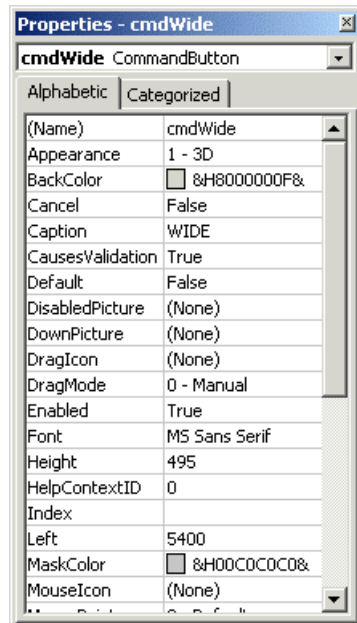 Properties - cmdWide
cmdWide CommandButton
Alphabetic Categorized
(Name) cmdWide
Appearance 1 - 3D
BackColor &H8000000F&
Cancel False
Caption WIDE
CausesValidation True
Default False
DisabledPicture (None)
DownPicture (None)
DragIcon (None)
DragMode 0 - Manual
Enabled True
Font MS Sans Serif
Height 495
HelpContextID 0
Index
Left 5400
MaskColor &H00C0C0C0&
MouseIcon (None)